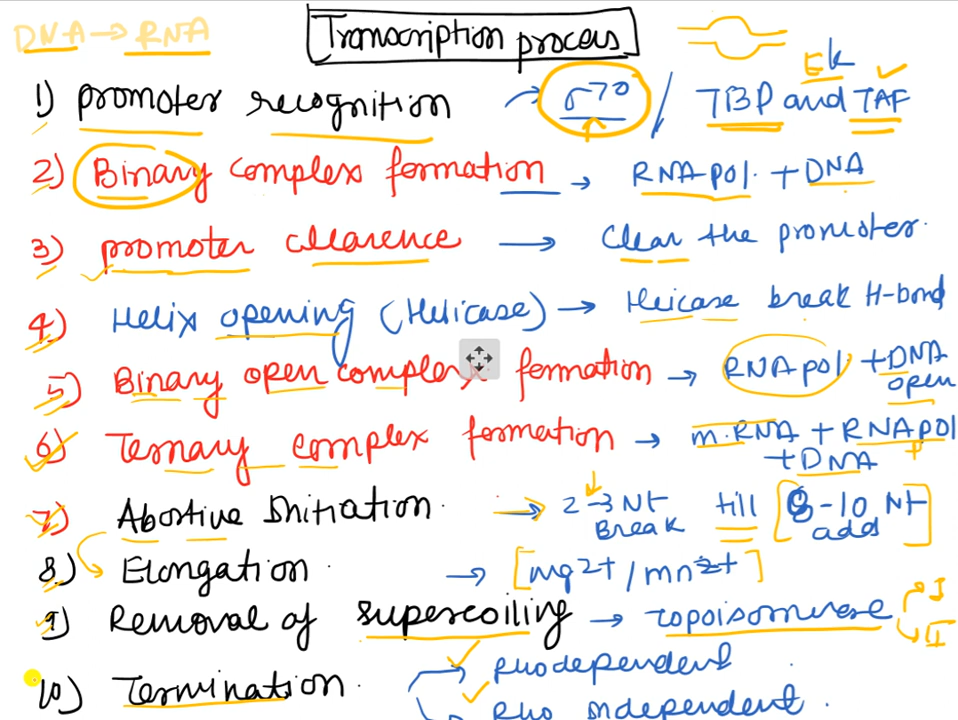 DNA → RNA
Transcription process
Ek
1) promoter recognition → σ70 / TBP and TAF
2) Binary complex formation → RNA pol. + DNA
3) promoter clearence → Clear the promoter.
4) Helix opening (Helicase) → Heicase break H-bond
5) Binary open complex formation → RNA pol + DNA
open
6) Ternary complex formation → m.RNA + RNA pol
+ DNA
7) Abortive Initiation. → 2-3 Nt till [8-10 Nt]
Break add
8) Elongation → [mg2+/mn2+]
9) Removal of supercoiling → Topoisomerase I
II
10) Termination. → Rho dependent
Rho independent.